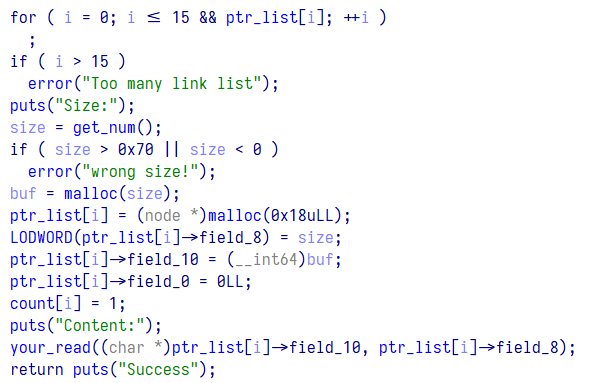 for ( i = 0; i <= 15 && ptr_list[i]; ++i )
;
if ( i > 15 )
error("Too many link list");
puts("Size:");
size = get_num();
if ( size > 0x70 || size < 0 )
error("wrong size!");
buf = malloc(size);
ptr_list[i] = (node *)malloc(0x18uLL);
LODWORD(ptr_list[i]->field_8) = size;
ptr_list[i]->field_10 = (__int64)buf;
ptr_list[i]->field_0 = 0LL;
count[i] = 1;
puts("Content:");
your_read((char *)ptr_list[i]->field_10, ptr_list[i]->field_8);
return puts("Success");